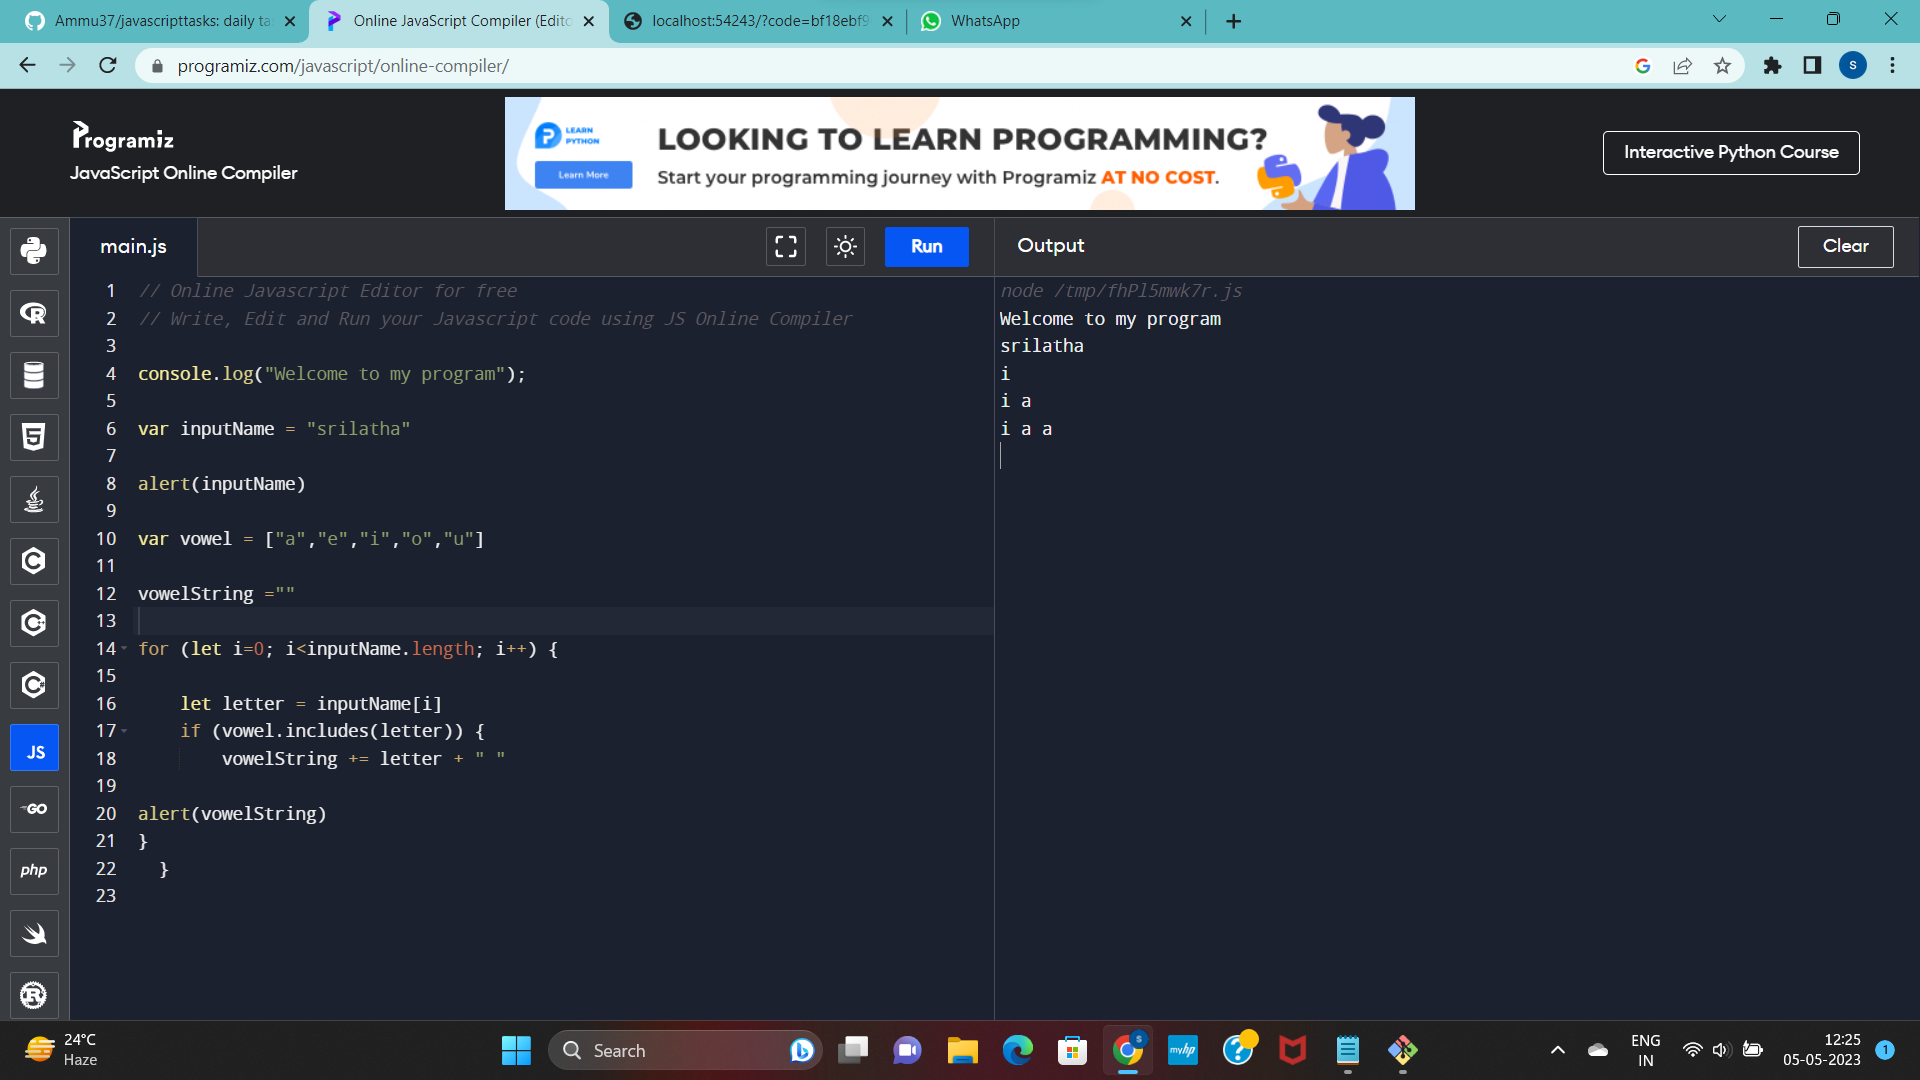 Ammu37/javascripttasks: daily ta
Online JavaScript Compiler (Edito
localhost:54243/?code=bf18ebf9
WhatsApp
programiz.com/javascript/online-compiler/
S
Programiz
JavaScript Online Compiler
LEARN
PYTHON
Learn More
LOOKING TO LEARN PROGRAMMING?
Start your programming journey with Programiz AT NO COST.
Interactive Python Course
main.js
Run
Output
Clear
1 // Online Javascript Editor for free
2 // Write, Edit and Run your Javascript code using JS Online Compiler
3
4 console.log("Welcome to my program");
5
6 var inputName = "srilatha"
7
8 alert(inputName)
9
10 var vowel = ["a","e","i","o","u"]
11
12 vowelString =""
13
14 for (let i=0; i<inputName.length; i++) {
15
16 let letter = inputName[i]
17 if (vowel.includes(letter)) {
18 vowelString += letter + " "
19
20 alert(vowelString)
21 }
22 }
23
node /tmp/fhPl5mwk7r.js
Welcome to my program
srilatha
i
i a
i a a
R
5
C
C++
C#
JS
GO
php
R
24°C
Haze
Search
S
myhp
?
ENG
IN
12:25
05-05-2023
1